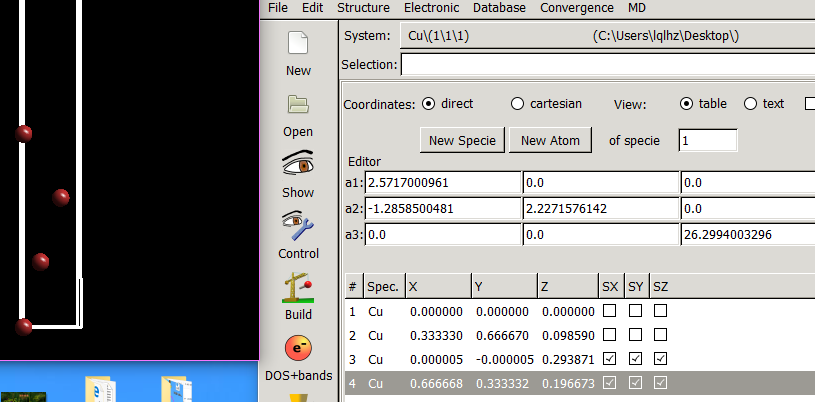 File Edit Structure Electronic Database Convergence MD
System: Cu\(1\1\1) (C:\Users\lqlhz\Desktop\)
Selection:
New
Open
Show
Control
Build
DOS+bands
Coordinates: direct cartesian View: table text
New Specie New Atom of specie 1
Editor
a1: 2.5717000961 0.0 0.0
a2: -1.2858500481 2.2271576142 0.0
a3: 0.0 0.0 26.2994003296
# Spec. X Y Z SX SY SZ
1 Cu 0.000000 0.000000 0.000000
2 Cu 0.333330 0.666670 0.098590
3 Cu 0.000005 -0.000005 0.293871
4 Cu 0.666668 0.333332 0.196673
e-